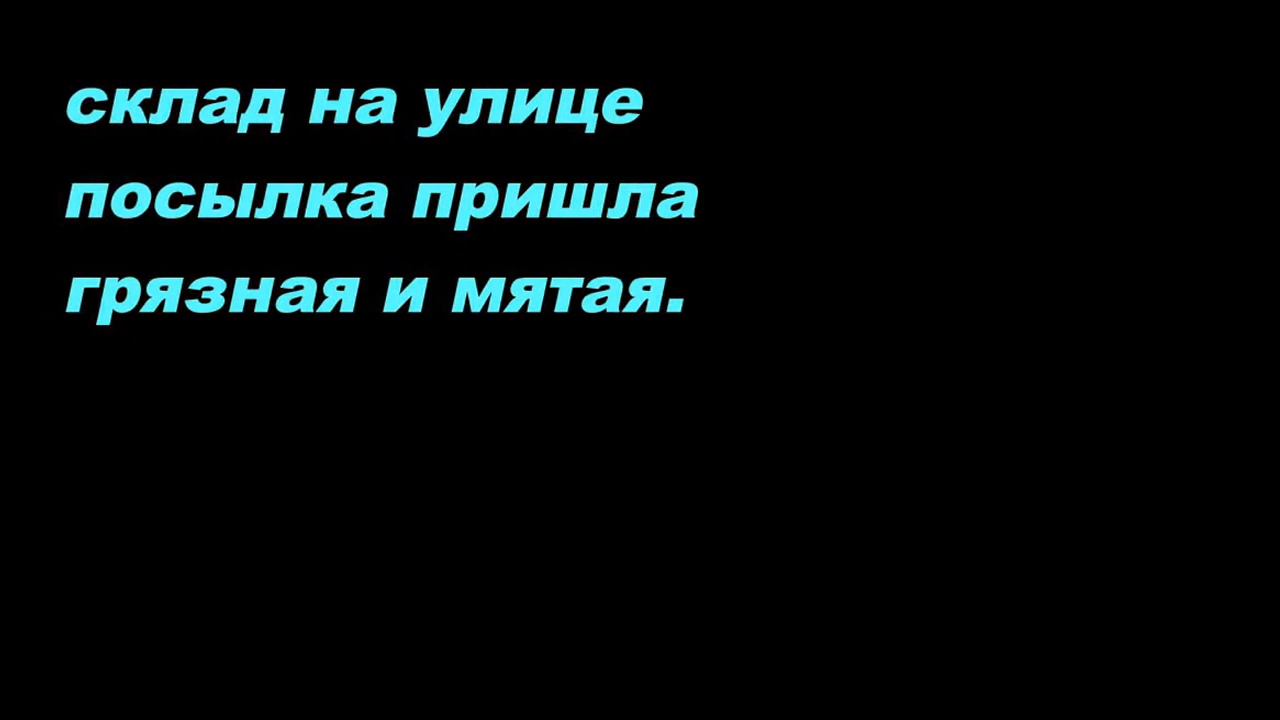 склад на улице
посылка пришла
грязная и мятая.